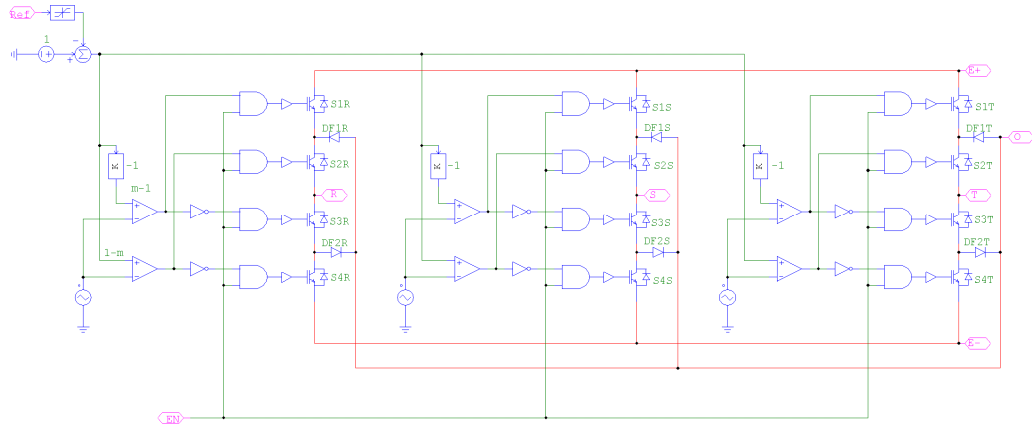 Ref
1
E+
S1R
S1S
S1T
DF1R
DF1S
DF1T
O
K
-1
K
-1
K
-1
S2R
S2S
S2T
m-1
R
S
T
S3R
S3S
S3T
1-m
DF2R
DF2S
DF2T
S4R
S4S
S4T
E-
EN